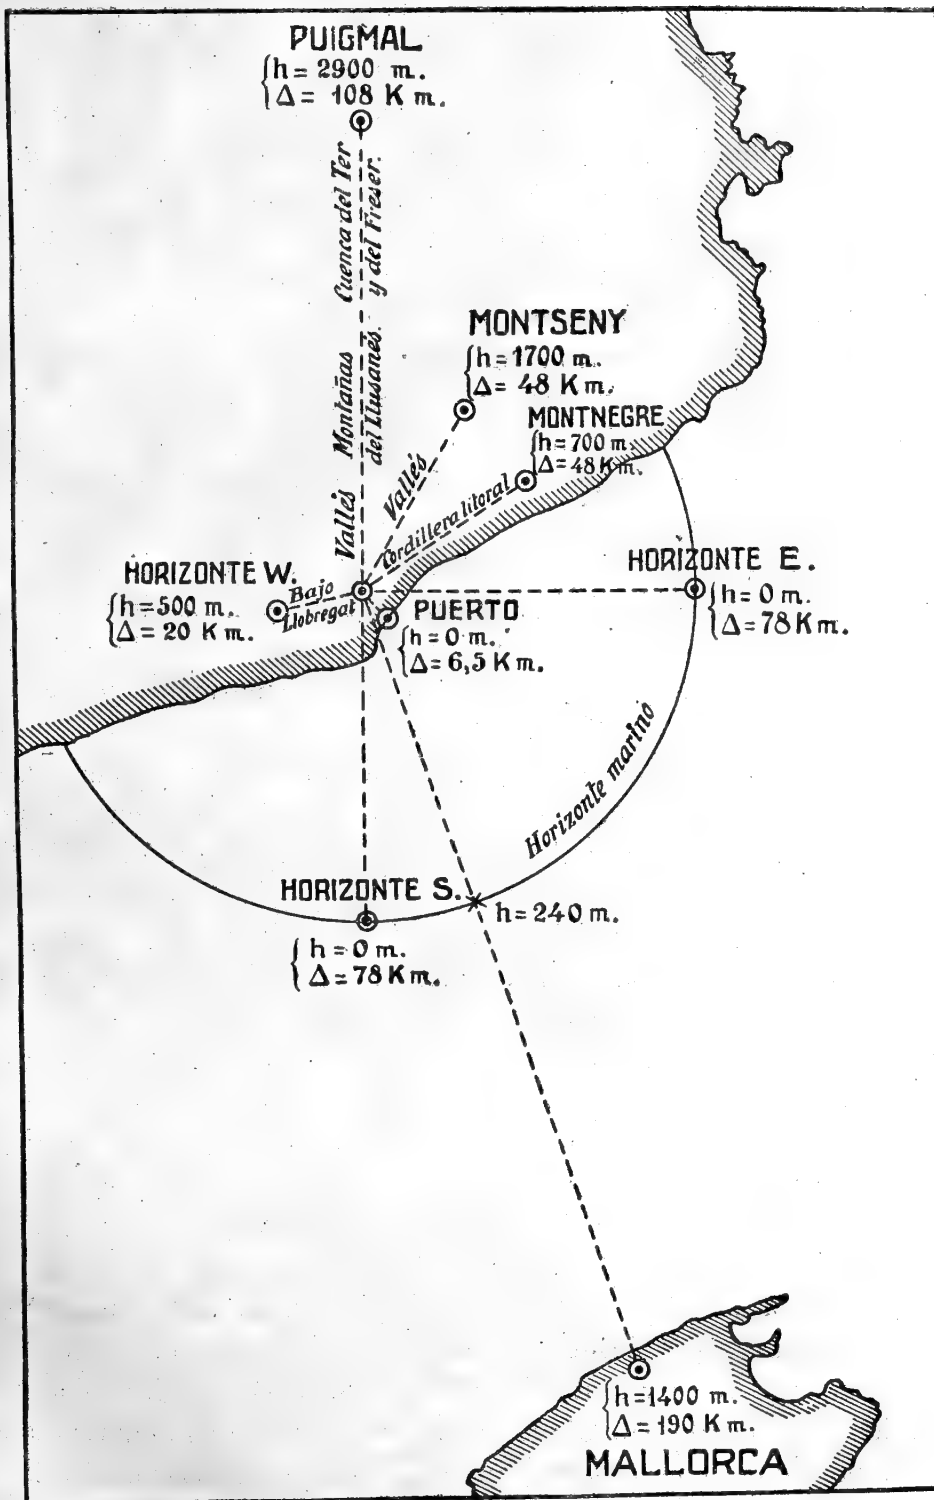 PUIGMAL
h = 2900 m.
Δ = 108 Km.
Cuenca del Ter
y del Freser.
MONTSENY
h = 1700 m.
Δ = 48 Km.
Montañas
del Llusanés.
MONTNEGRE
h = 700 m.
Δ = 48 Km.
Vallés
Vallés
Cordillera litoral
HORIZONTE W.
h = 500 m.
Δ = 20 Km.
Bajo
Llobregat
HORIZONTE E.
h = 0 m.
Δ = 78 Km.
PUERTO
h = 0 m.
Δ = 6,5 Km.
Horizonte marino
HORIZONTE S.
h = 0 m.
Δ = 78 Km.
h = 240 m.
h = 1400 m.
Δ = 190 Km.
MALLORCA